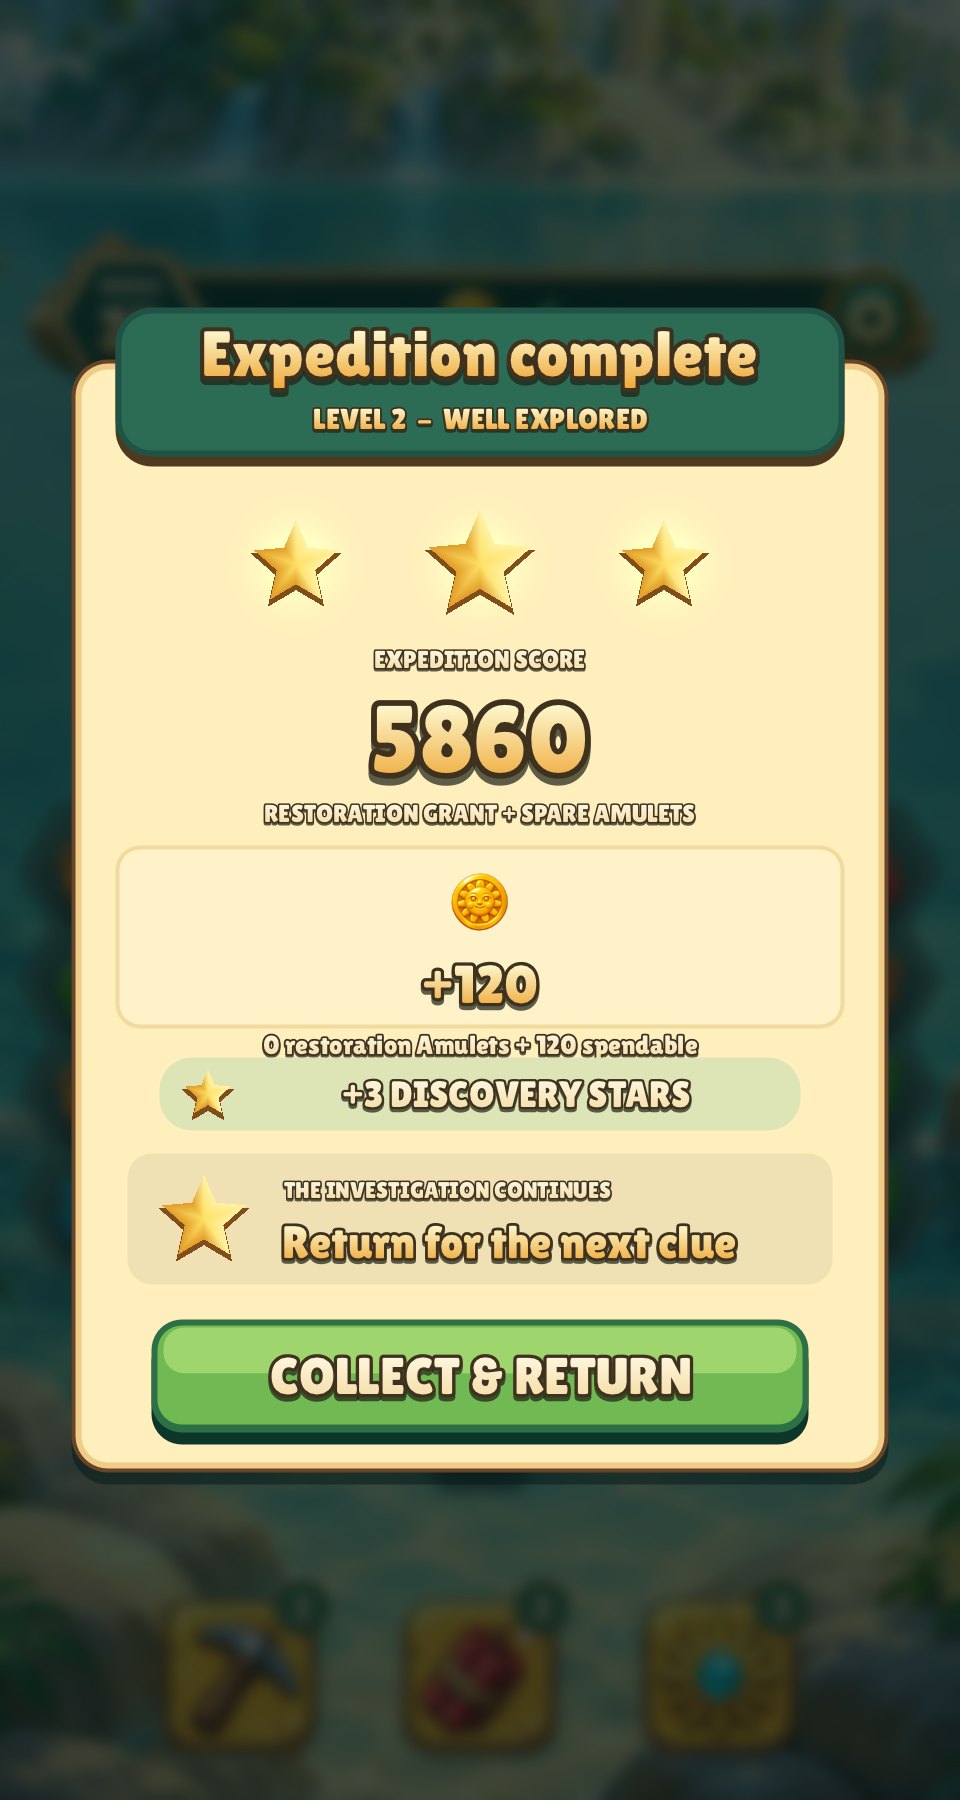 Expedition complete
LEVEL 2 – WELL EXPLORED
EXPEDITION SCORE
5860
RESTORATION GRANT + SPARE AMULETS
+120
0 restoration Amulets + 120 spendable
+3 DISCOVERY STARS
THE INVESTIGATION CONTINUES
Return for the next clue
COLLECT & RETURN